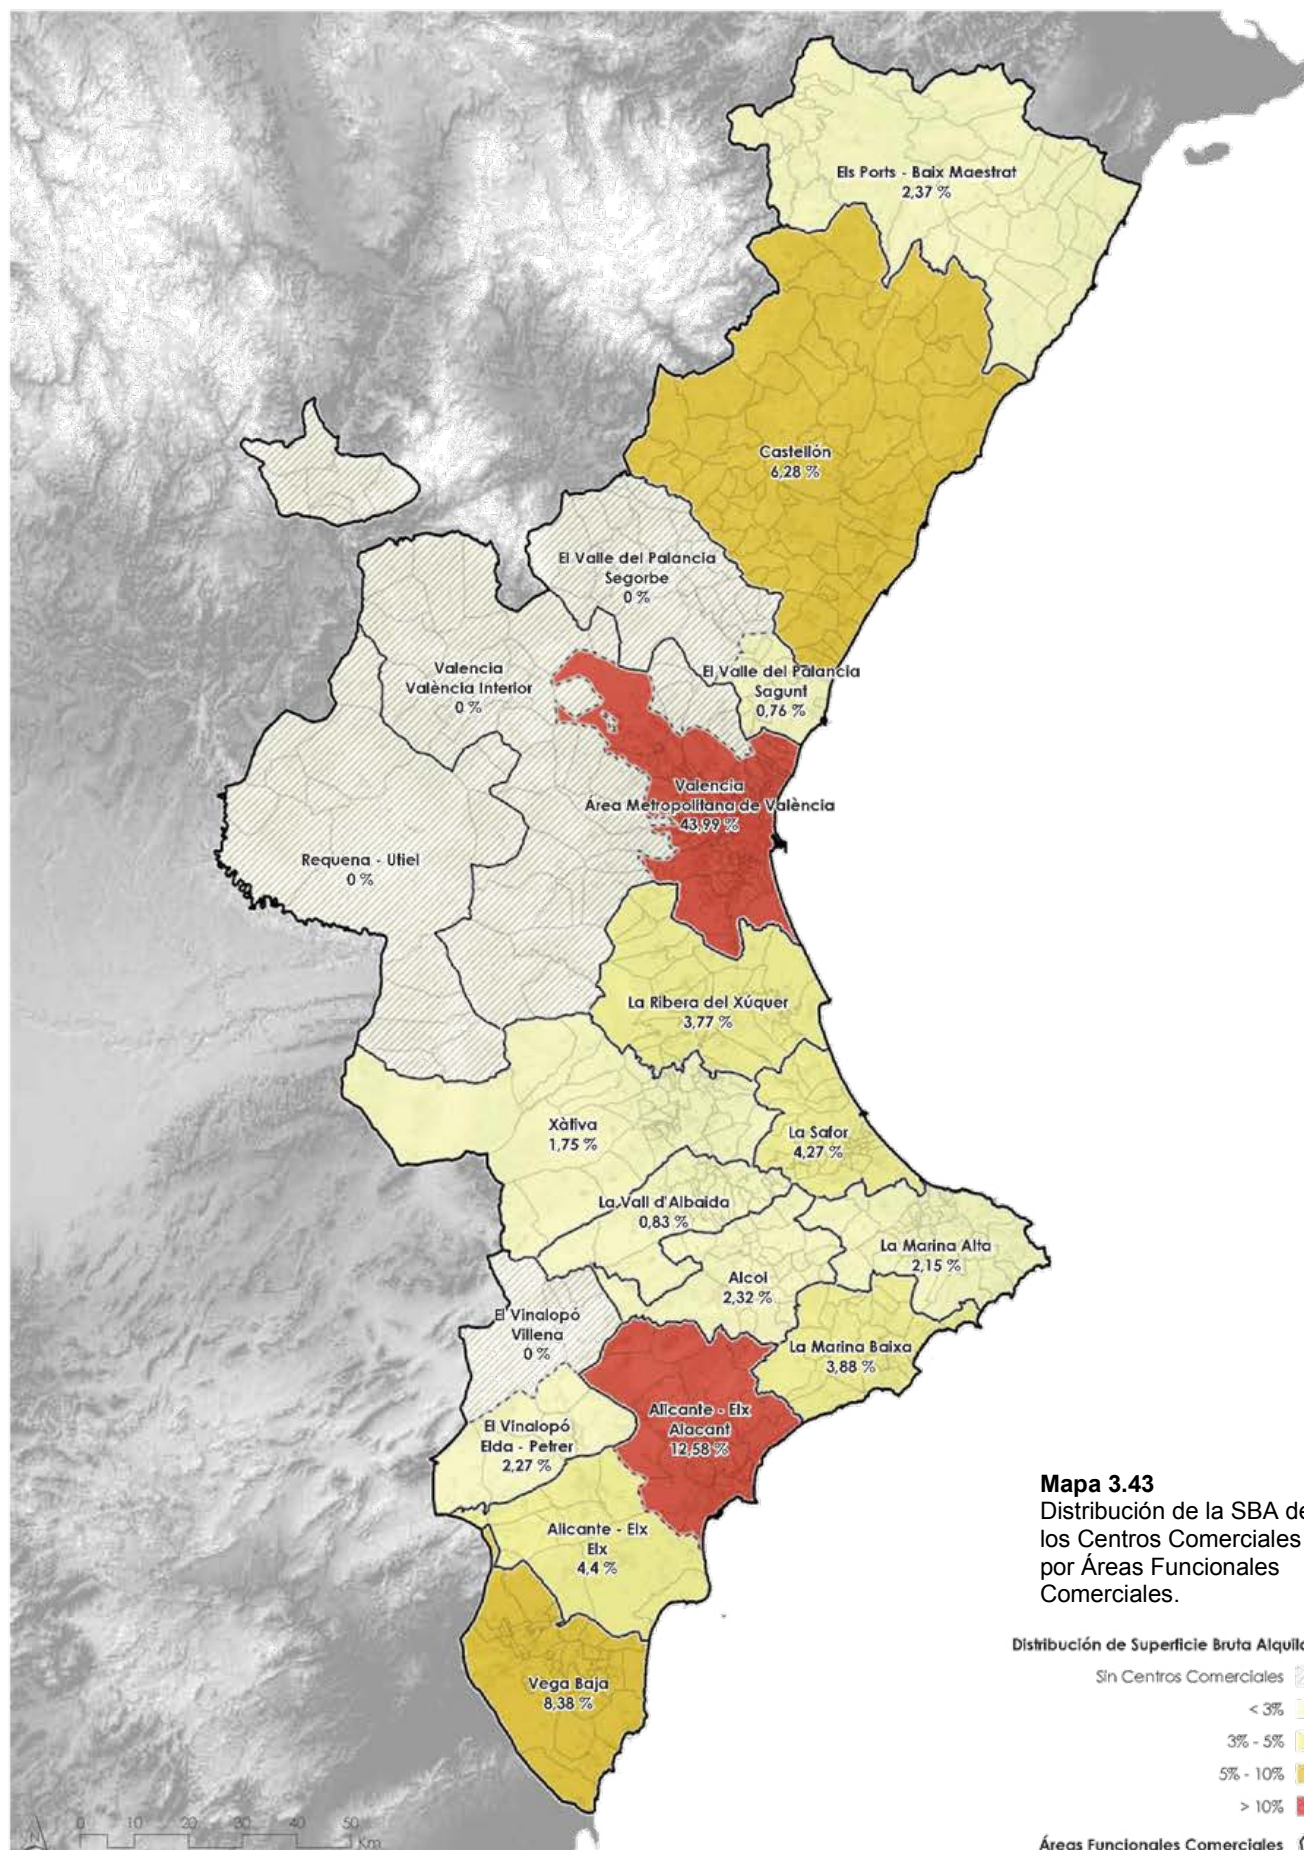 Els Ports - Baix Maestrat
2,37 %
Castellón
6,28 %
El Valle del Palancia
Segorbe
0 %
Valencia
València Interior
0 %
El Valle del Palancia
Sagunt
0,76 %
Valencia
Área Metropolitana de València
43,99 %
Requena - Utiel
0 %
La Ribera del Xúquer
3,77 %
Xàtiva
1,75 %
La Safor
4,27 %
La Vall d'Albaida
0,83 %
La Marina Alta
2,15 %
Alcoi
2,32 %
El Vinalopó
Villena
0 %
La Marina Baixa
3,88 %
Alicante - Elx
Alacant
12,58 %
El Vinalopó
Elda - Petrer
2,27 %
Alicante - Elx
Elx
4,4 %
Vega Baja
8,38 %
Mapa 3.43
Distribución de la SBA de
los Centros Comerciales
por Áreas Funcionales
Comerciales.
Distribución de Superficie Bruta Alquila
Sin Centros Comerciales
< 3%
3% - 5%
5% - 10%
> 10%
Áreas Funcionales Comerciales
N
0 10 20 30 40 50
Km